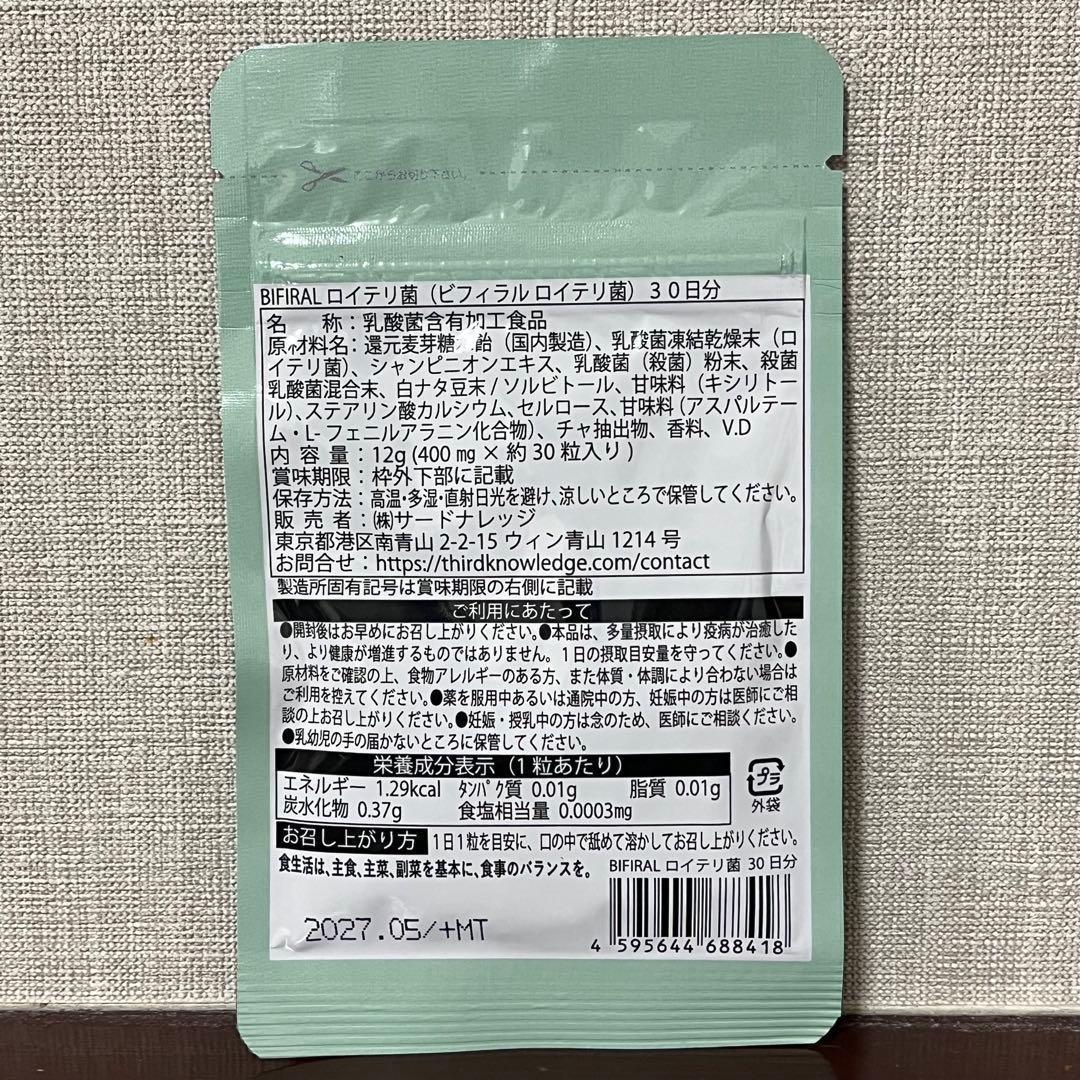 ここからお切り下さい。
BIFIRAL ロイテリ菌（ビフィラル ロイテリ菌） 30日分
名 称：乳酸菌含有加工食品
原材料名：還元麦芽糖水飴（国内製造）、乳酸菌凍結乾燥末（ロ
イテリ菌）、シャンピニオンエキス、乳酸菌（殺菌）粉末、殺菌
乳酸菌混合末、白ナタ豆末/ソルビトール、甘味料（キシリトー
ル）、ステアリン酸カルシウム、セルロース、甘味料（アスパルテー
ム・L-フェニルアラニン化合物）、チャ抽出物、香料、V.D
内 容 量：12g (400 mg × 約30粒入り)
賞味期限：枠外下部に記載
保存方法：高温・多湿・直射日光を避け、涼しいところで保管してください。
販 売 者：㈱サードナレッジ
東京都港区南青山 2-2-15 ウィン青山 1214 号
お問合せ：https://thirdknowledge.com/contact
製造所固有記号は賞味期限の右側に記載
ご利用にあたって
●開封後はお早めにお召し上がりください。●本品は、多量摂取により疫病が治癒した
り、より健康が増進するものではありません。1日の摂取目安量を守ってください。●
原材料をご確認の上、食物アレルギーのある方、また体質・体調により合わない場合は
ご利用を控えてください。●薬を服用中あるいは通院中の方、妊娠中の方は医師にご相
談の上お召し上がりください。●妊娠・授乳中の方は念のため、医師にご相談ください。
●乳幼児の手の届かないところに保管してください。
栄養成分表示（1粒あたり）
エネルギー 1.29kcal タンパク質 0.01g 脂質 0.01g
炭水化物 0.37g 食塩相当量 0.0003mg
プラ
外袋
お召し上がり方 1日1粒を目安に、口の中で舐めて溶かしてお召し上がりください。
食生活は、主食、主菜、副菜を基本に、食事のバランスを。
BIFIRAL ロイテリ菌 30日分
2027.05/+MT
4 595644 688418